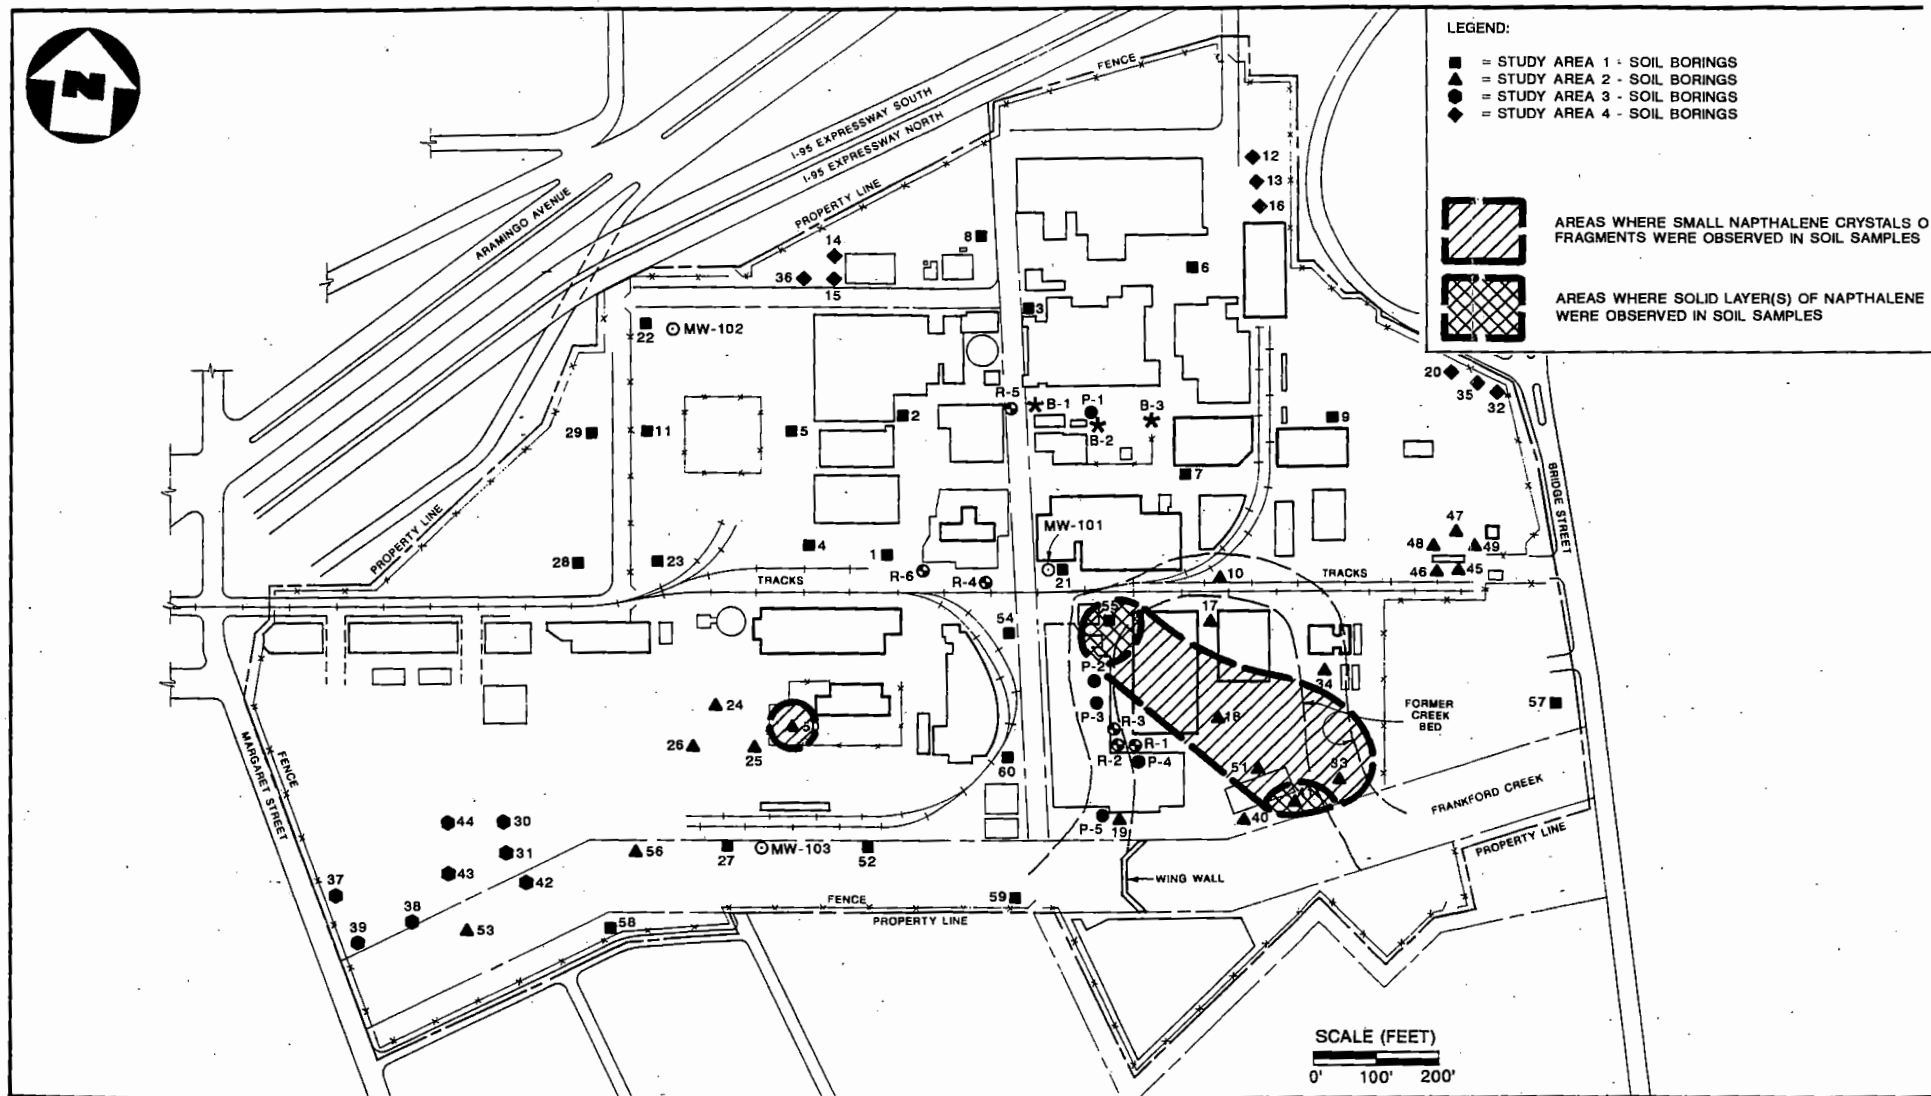 N
LEGEND:
■ = STUDY AREA 1 - SOIL BORINGS
▲ = STUDY AREA 2 - SOIL BORINGS
⬢ = STUDY AREA 3 - SOIL BORINGS
◆ = STUDY AREA 4 - SOIL BORINGS
AREAS WHERE SMALL NAPTHALENE CRYSTALS O
FRAGMENTS WERE OBSERVED IN SOIL SAMPLES
AREAS WHERE SOLID LAYER(S) OF NAPTHALENE
WERE OBSERVED IN SOIL SAMPLES
FENCE
I-95 EXPRESSWAY SOUTH
I-95 EXPRESSWAY NORTH
PROPERTY LINE
ARAMINGO AVENUE
12
13
16
14
8
36
15
6
3
22
MW-102
20
35
32
R-5
B-1
P-1
B-3
B-2
2
9
29
11
5
7
BRIDGE STREET
PROPERTY LINE
MW-101
47
48
49
46
45
4
1
28
23
R-6
R-4
21
10
TRACKS
TRACKS
55
17
54
P-2
34
24
P-3
18
FORMER
CREEK
BED
57
R-3
26
25
5
R-2
R-1
P-4
60
51
33
MARGARET STREET
FENCE
FRANKFORD CREEK
P-5
19
40
44
30
31
56
27
MW-103
52
PROPERTY LINE
43
42
WING WALL
37
38
39
53
58
FENCE
59
PROPERTY LINE
SCALE (FEET)
0' 100' 200'